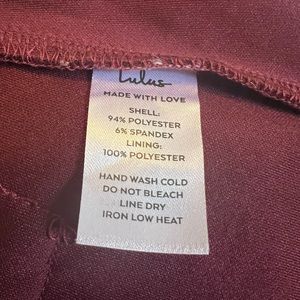 Lulus
MADE WITH LOVE
SHELL:
94% POLYESTER
6% SPANDEX
LINING:
100% POLYESTER
HAND WASH COLD
DO NOT BLEACH
LINE DRY
IRON LOW HEAT